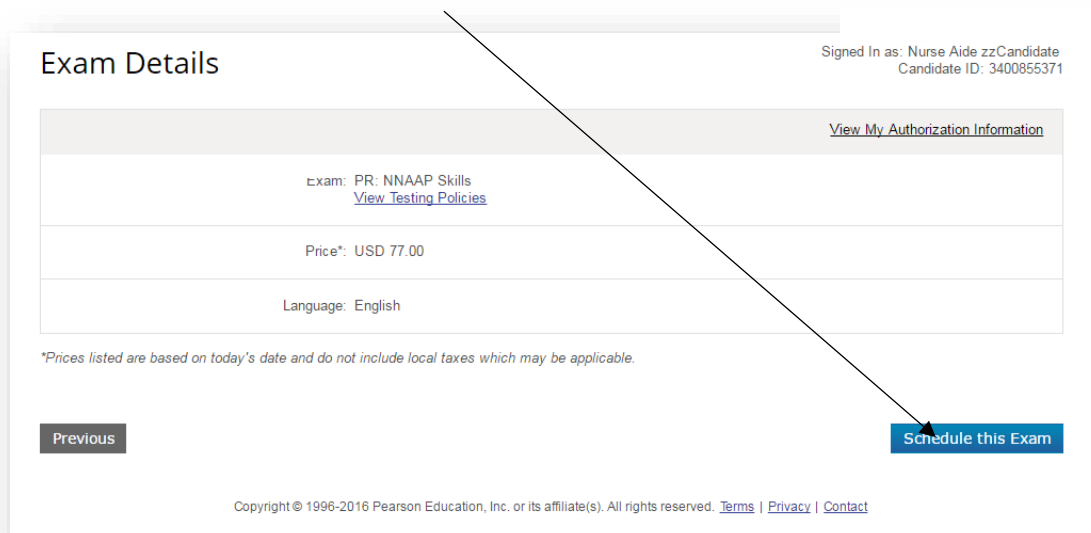 Exam Details
Signed In as: Nurse Aide zzCandidate
Candidate ID: 3400855371
View My Authorization Information
Exam: PR: NNAAP Skills
View Testing Policies
Price*: USD 77.00
Language: English
*Prices listed are based on today's date and do not include local taxes which may be applicable.
Previous
Schedule this Exam
Copyright © 1996-2016 Pearson Education, Inc. or its affiliate(s). All rights reserved. Terms | Privacy | Contact